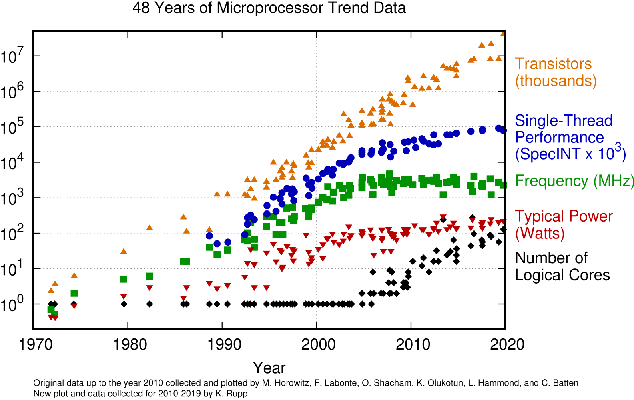 48 Years of Microprocessor Trend Data
10^7
10^6
10^5
10^4
10^3
10^2
10^1
10^0
Transistors
(thousands)
Single-Thread
Performance
(SpecINT x 10^3)
Frequency (MHz)
Typical Power
(Watts)
Number of
Logical Cores
1970
1980
1990
2000
2010
2020
Year
Original data up to the year 2010 collected and plotted by M. Horowitz, F. Labonte, O. Shacham, K. Olukotun, L. Hammond, and C. Batten
New plot and data collected for 2010-2019 by K. Rupp